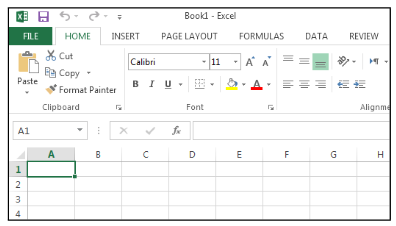 Book1 - Excel
FILE HOME INSERT PAGE LAYOUT FORMULAS DATA REVIEW
Cut
Calibri 11 A A
Copy
Paste
Format Painter
B I U A
Clipboard Font Alignme
A1 fx
A B C D E F G H
1
2
3
4